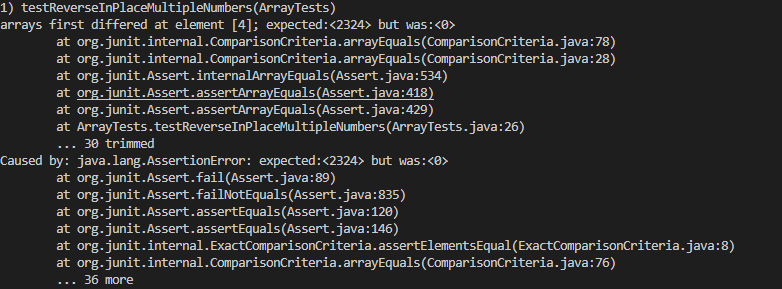 1) testReverseInPlaceMultipleNumbers(ArrayTests)
arrays first differed at element [4]; expected:<2324> but was:<0>
at org.junit.internal.ComparisonCriteria.arrayEquals(ComparisonCriteria.java:78)
at org.junit.internal.ComparisonCriteria.arrayEquals(ComparisonCriteria.java:28)
at org.junit.Assert.internalArrayEquals(Assert.java:534)
at org.junit.Assert.assertArrayEquals(Assert.java:418)
at org.junit.Assert.assertArrayEquals(Assert.java:429)
at ArrayTests.testReverseInPlaceMultipleNumbers(ArrayTests.java:26)
... 30 trimmed
Caused by: java.lang.AssertionError: expected:<2324> but was:<0>
at org.junit.Assert.fail(Assert.java:89)
at org.junit.Assert.failNotEquals(Assert.java:835)
at org.junit.Assert.assertEquals(Assert.java:120)
at org.junit.Assert.assertEquals(Assert.java:146)
at org.junit.internal.ExactComparisonCriteria.assertElementsEqual(ExactComparisonCriteria.java:8)
at org.junit.internal.ComparisonCriteria.arrayEquals(ComparisonCriteria.java:76)
... 36 more